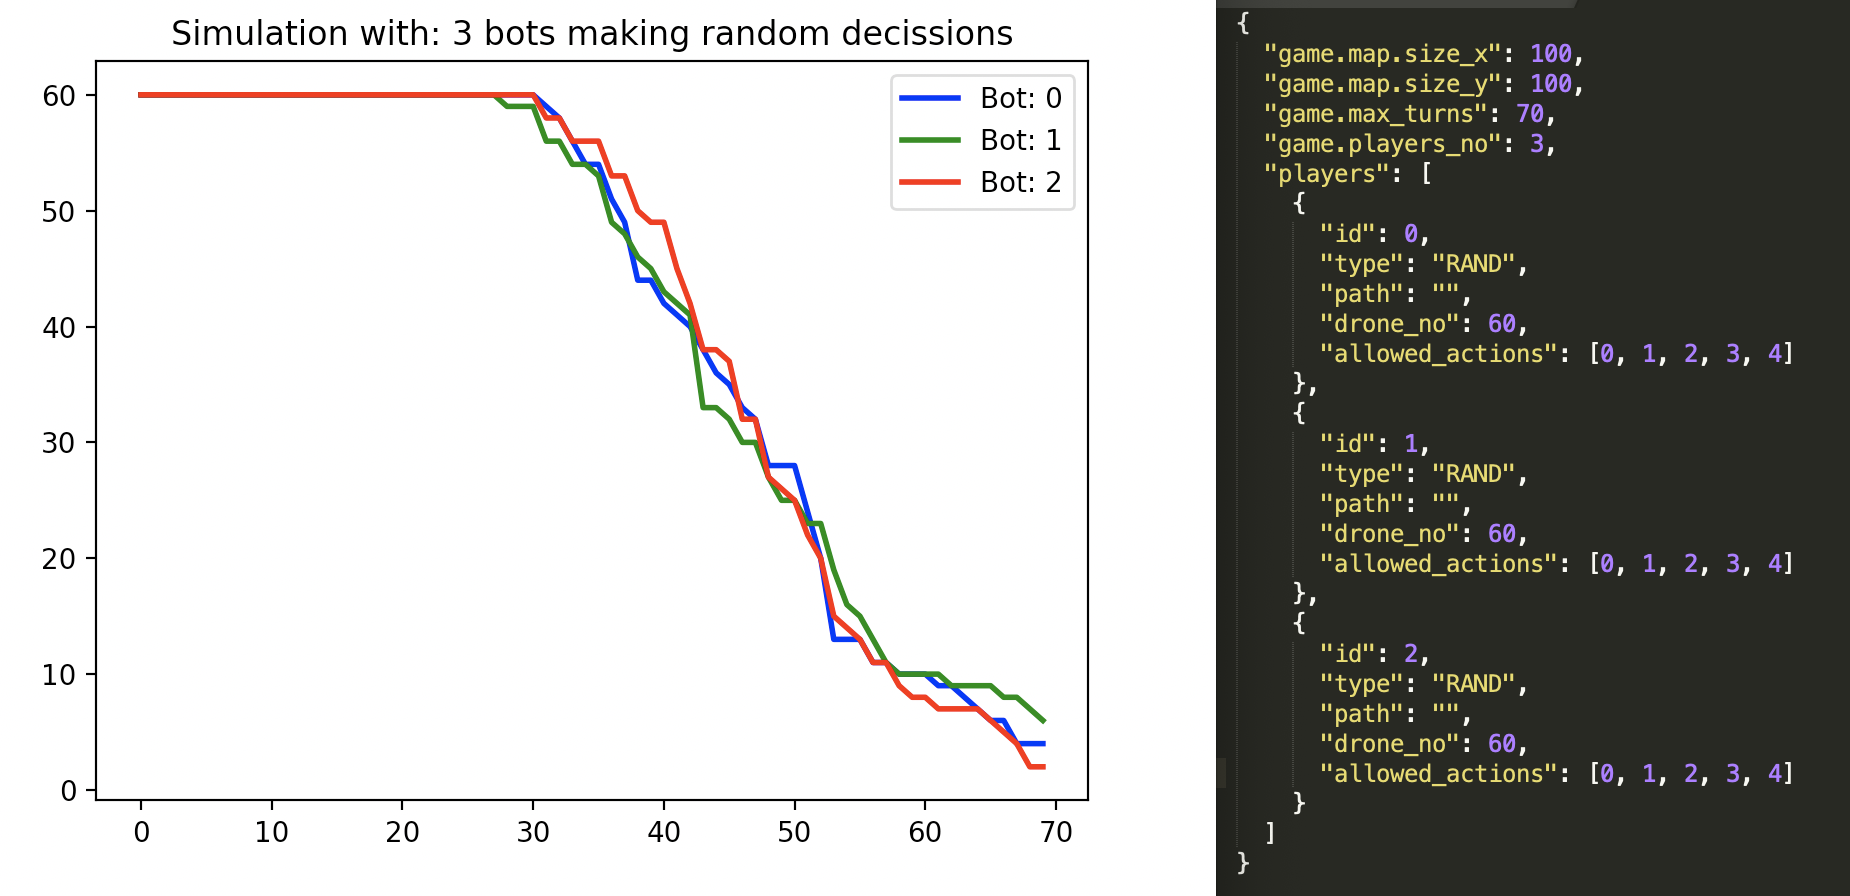 Simulation with: 3 bots making random decissions
60
50
40
30
20
10
0
0 10 20 30 40 50 60 70
Bot: 0
Bot: 1
Bot: 2
{
"game.map.size_x": 100,
"game.map.size_y": 100,
"game.max_turns": 70,
"game.players_no": 3,
"players": [
{
"id": 0,
"type": "RAND",
"path": "",
"drone_no": 60,
"allowed_actions": [0, 1, 2, 3, 4]
},
{
"id": 1,
"type": "RAND",
"path": "",
"drone_no": 60,
"allowed_actions": [0, 1, 2, 3, 4]
},
{
"id": 2,
"type": "RAND",
"path": "",
"drone_no": 60,
"allowed_actions": [0, 1, 2, 3, 4]
}
]
}